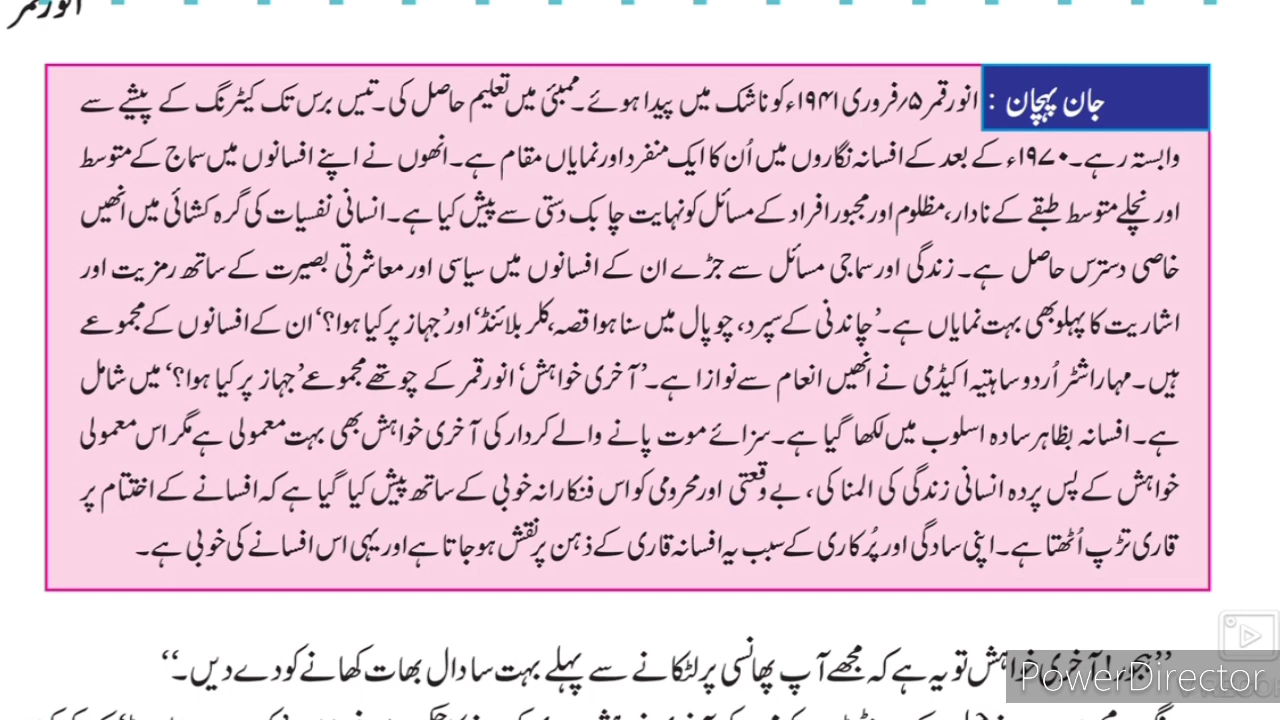 انور قمر
جان پہچان : انور قمر ۵؍فروری ۱۹۴۱ء کو ناشک میں پیدا ہوئے۔ ممبئی میں تعلیم حاصل کی۔ تیس برس تک کیٹرنگ کے پیشے سے
وابستہ رہے۔ ۱۹۷۰ء کے بعد کے افسانہ نگاروں میں اُن کا ایک منفرد اور نمایاں مقام ہے۔ انھوں نے اپنے افسانوں میں سماج کے متوسط
اور نچلے متوسط طبقے کے نادار، مظلوم اور مجبور افراد کے مسائل کو نہایت چابک دستی سے پیش کیا ہے۔ انسانی نفسیات کی گرہ کشائی میں انھیں
خاصی دسترس حاصل ہے۔ زندگی اور سماجی مسائل سے جڑے ان کے افسانوں میں سیاسی اور معاشرتی بصیرت کے ساتھ رمزیت اور
اشاریت کا پہلو بھی بہت نمایاں ہے۔ ’چاندنی کے سپرد، چوپال میں سنا ہوا قصہ، کلر بلائنڈ‘ اور ’جہاز پر کیا ہوا؟‘ ان کے افسانوں کے مجموعے
ہیں۔ مہاراشٹر اُردو ساہتیہ اکیڈمی نے انھیں انعام سے نوازا ہے۔ ’آخری خواہش‘ انور قمر کے چوتھے مجموعے ’جہاز پر کیا ہوا؟‘ میں شامل
ہے۔ افسانہ بظاہر سادہ اسلوب میں لکھا گیا ہے۔ سزائے موت پانے والے کردار کی آخری خواہش بھی بہت معمولی ہے مگر اس معمولی
خواہش کے پس پردہ انسانی زندگی کی المناکی، بے وقعتی اور محرومی کو اس فنکارانہ خوبی کے ساتھ پیش کیا گیا ہے کہ افسانے کے اختتام پر
قاری تڑپ اُٹھتا ہے۔ اپنی سادگی اور پُرکاری کے سبب یہ افسانہ قاری کے ذہن پر نقش ہو جاتا ہے اور یہی اس افسانے کی خوبی ہے۔
’’ہجور! آخری خواہش تو یہ ہے کہ مجھے آپ پھانسی پر لٹکانے سے پہلے بہت سا دال بھات کھانے کو دے دیں۔‘‘
PowerDirector